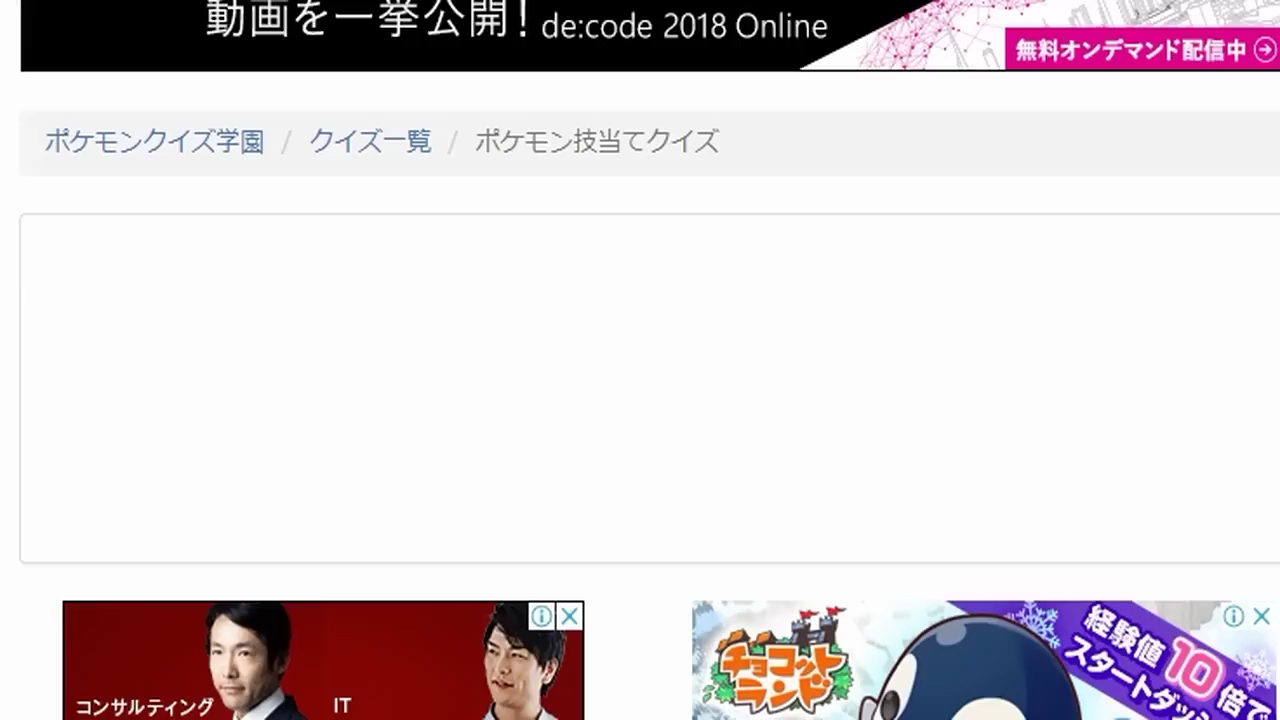 動画を一挙公開! de:code 2018 Online
無料オンデマンド配信中
ポケモンクイズ学園 / クイズ一覧 / ポケモン技当てクイズ
コンサルティング
IT
チョコットランド
経験値10倍で
スタートダッ